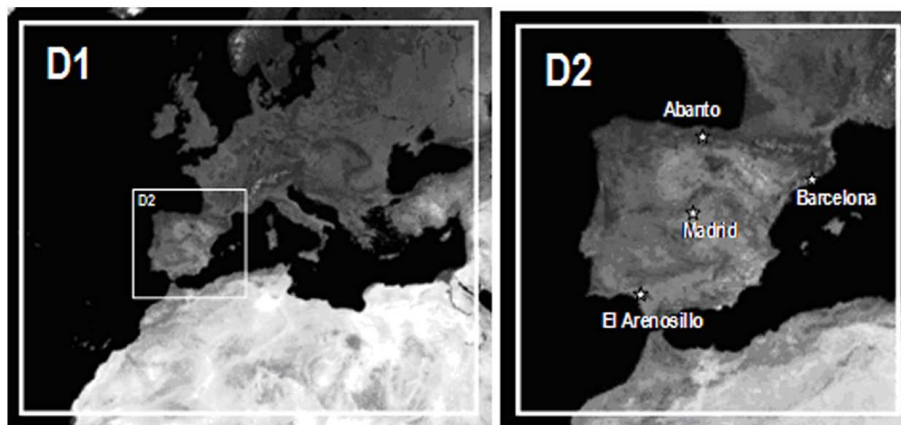 D1
D2
D2
Abanto
Barcelona
Madrid
El Arenosillo